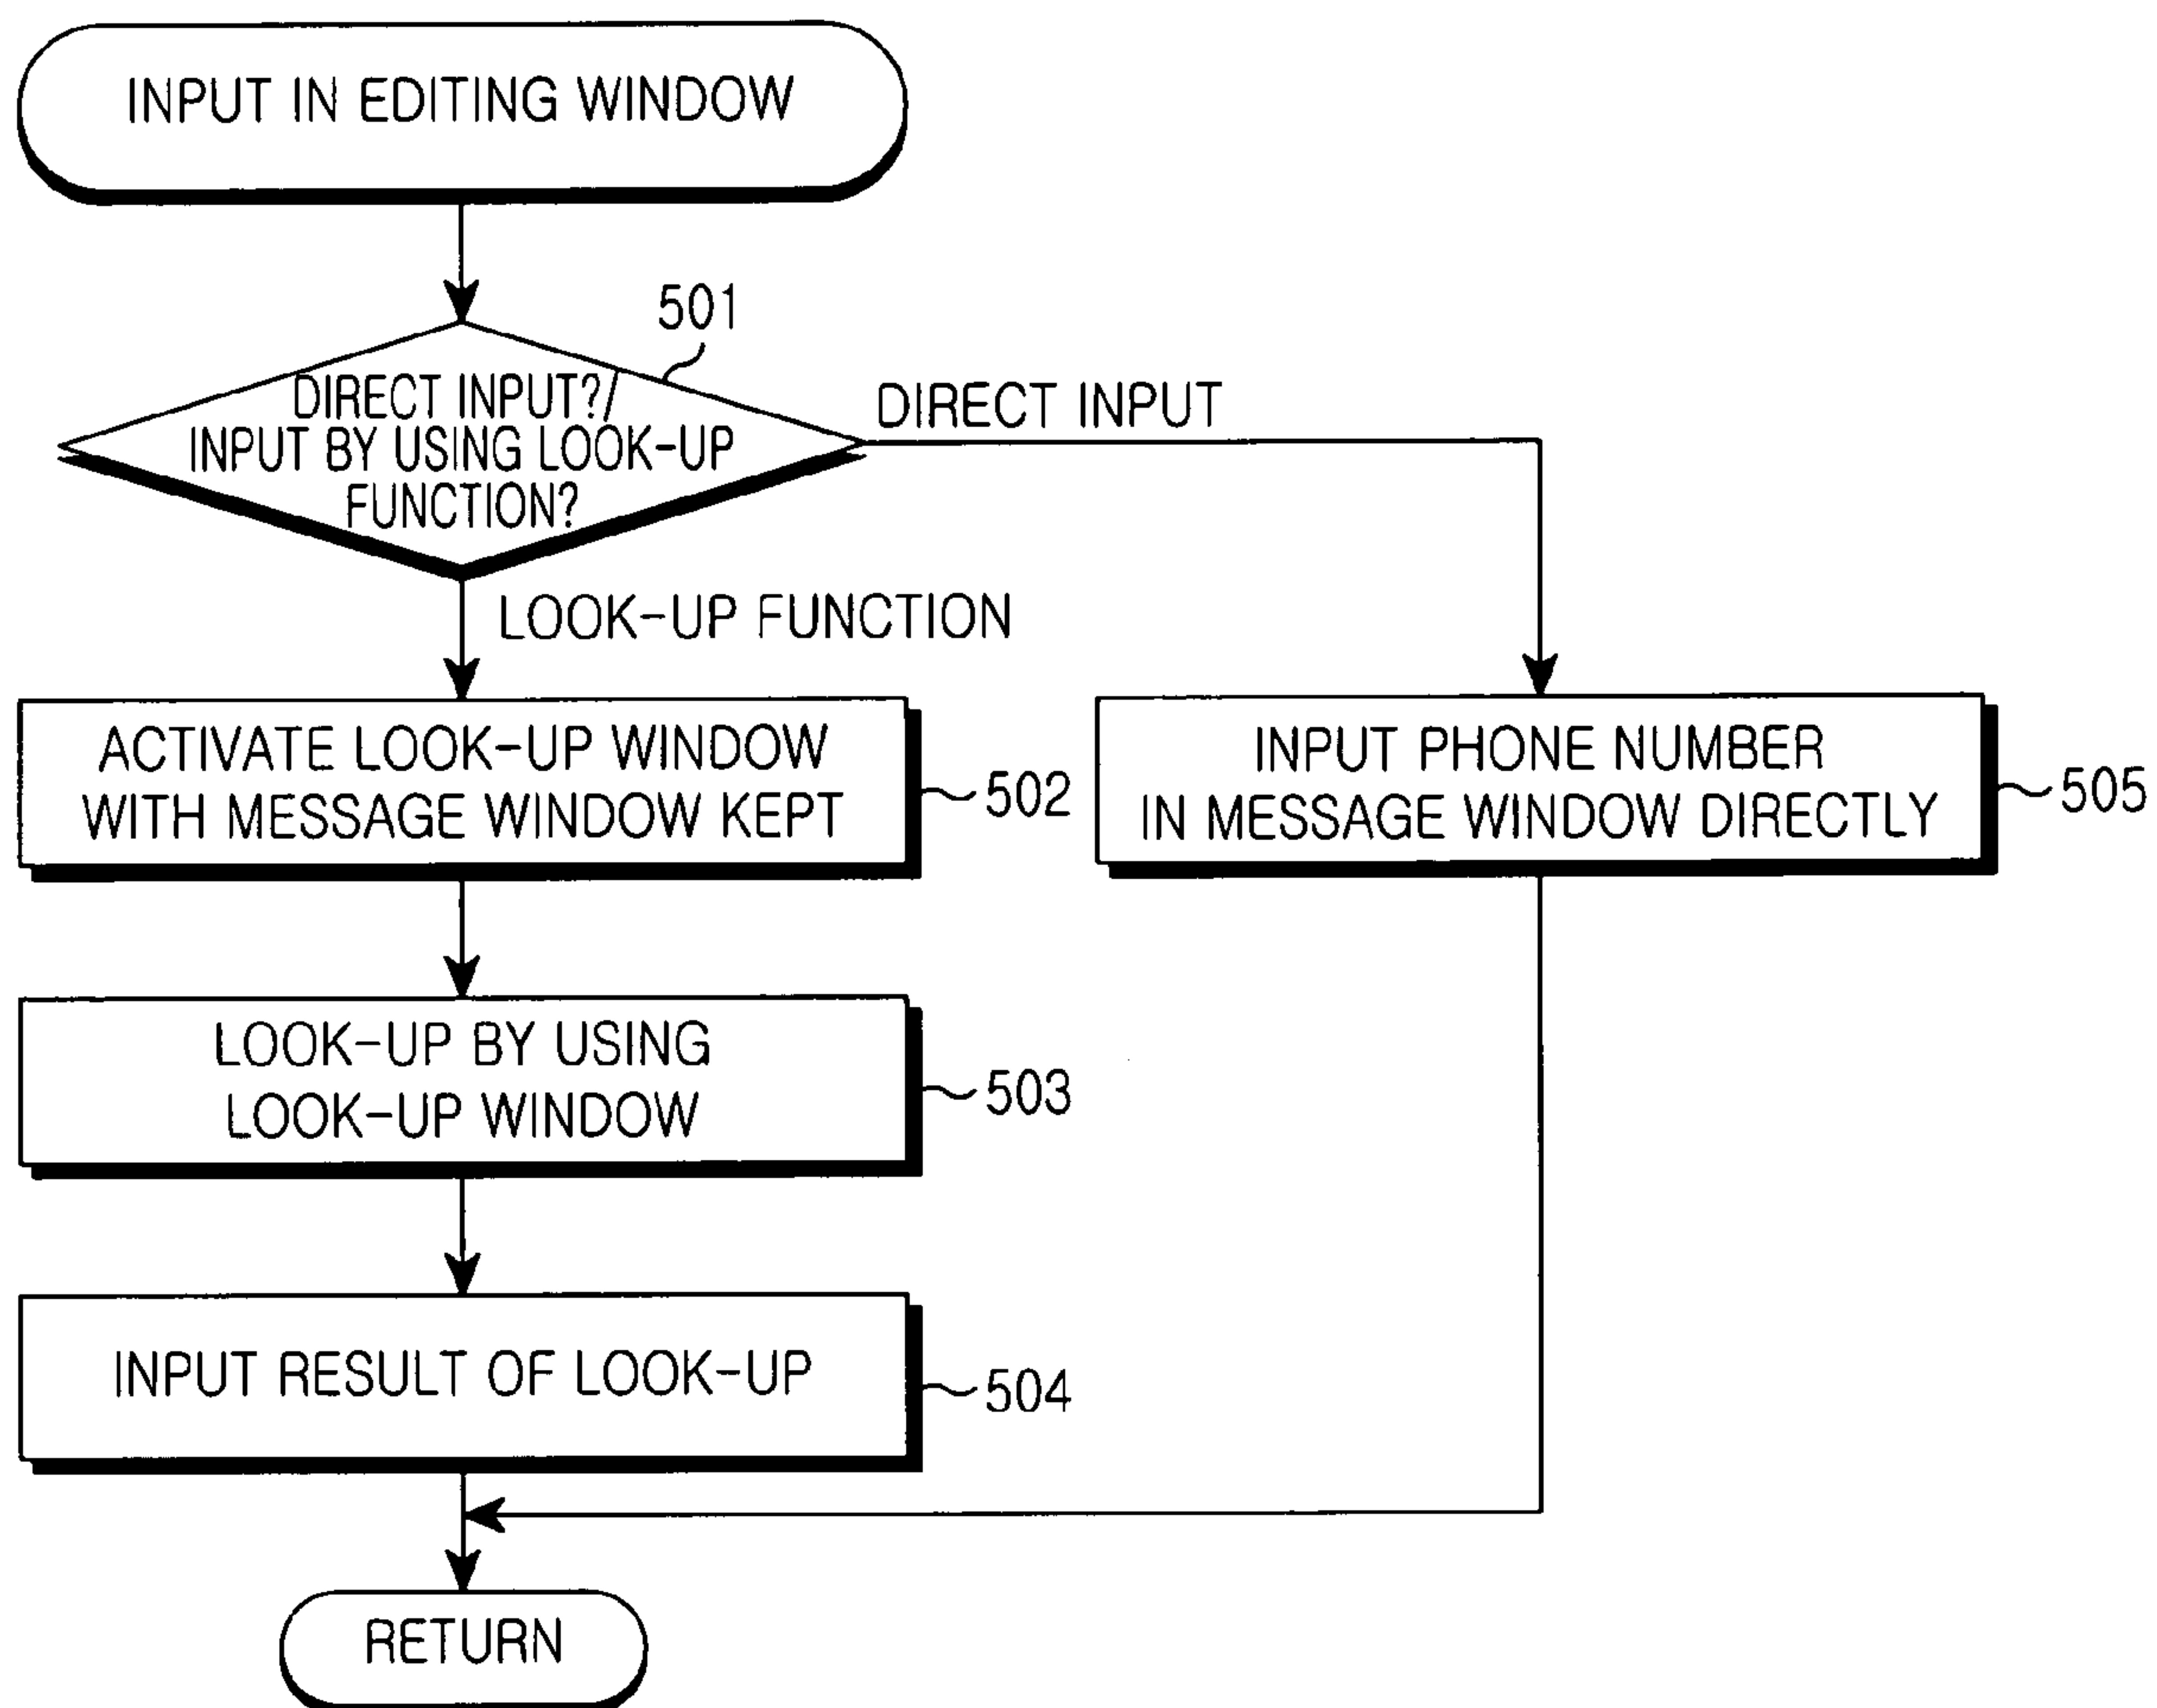 INPUT IN EDITING WINDOW
501
DIRECT INPUT?/
INPUT BY USING LOOK-UP
FUNCTION?
DIRECT INPUT
LOOK-UP FUNCTION
ACTIVATE LOOK-UP WINDOW
WITH MESSAGE WINDOW KEPT
502
INPUT PHONE NUMBER
IN MESSAGE WINDOW DIRECTLY
505
LOOK-UP BY USING
LOOK-UP WINDOW
503
INPUT RESULT OF LOOK-UP
504
RETURN